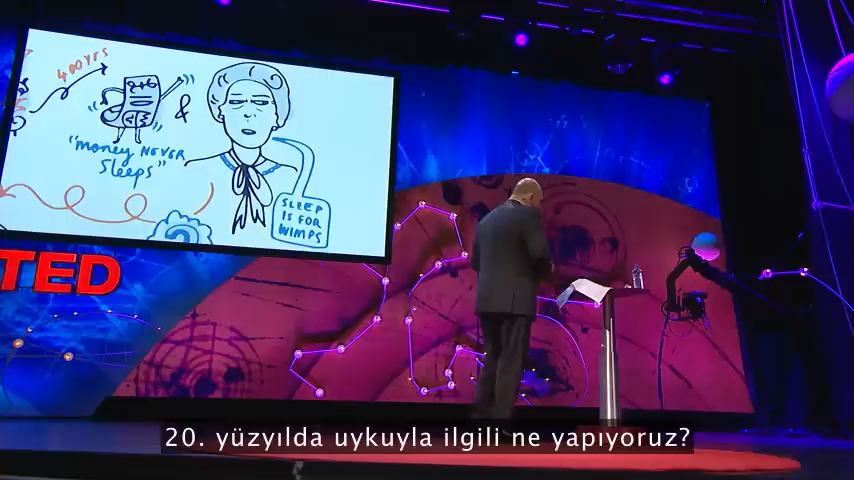 400 YRS
&
"Money NEVER
Sleeps"
SLEEP
IS FOR
WIMPS
TED
20. yüzyılda uykuyla ilgili ne yapıyoruz?